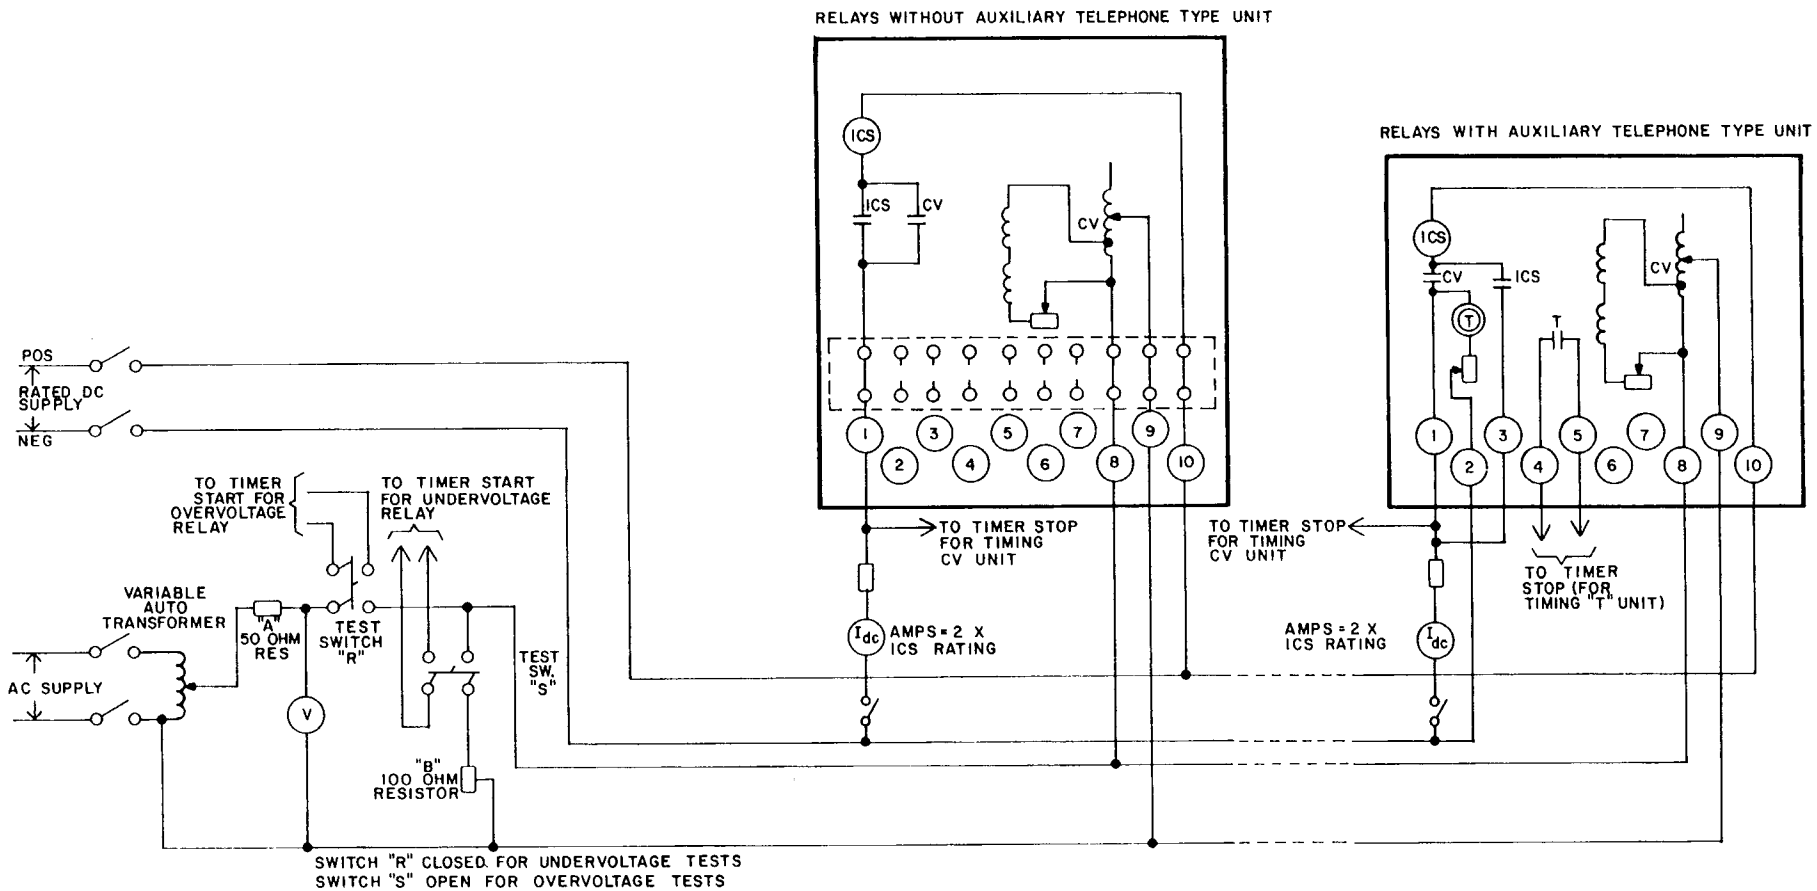 RELAYS WITHOUT AUXILIARY TELEPHONE TYPE UNIT
ICS
ICS
CV
CV
1
2
3
4
5
6
7
8
9
10
RELAYS WITH AUXILIARY TELEPHONE TYPE UNIT
ICS
CV
ICS
T
T
CV
1
2
3
4
5
6
7
8
9
10
POS
RATED DC
SUPPLY
NEG
TO TIMER
START FOR
OVERVOLTAGE
RELAY
TO TIMER START
FOR UNDERVOLTAGE
RELAY
VARIABLE
AUTO
TRANSFORMER
"A"
50 OHM
RES
TEST
SWITCH
"R"
AC SUPPLY
V
TEST
SW.
"S"
"B"
100 OHM
RESISTOR
TO TIMER STOP
FOR TIMING
CV UNIT
Idc
AMPS = 2 X
ICS RATING
TO TIMER STOP
FOR TIMING
CV UNIT
TO TIMER
STOP (FOR
TIMING "T" UNIT)
AMPS = 2 X
ICS RATING
Idc
SWITCH "R" CLOSED. FOR UNDERVOLTAGE TESTS
SWITCH "S" OPEN FOR OVERVOLTAGE TESTS